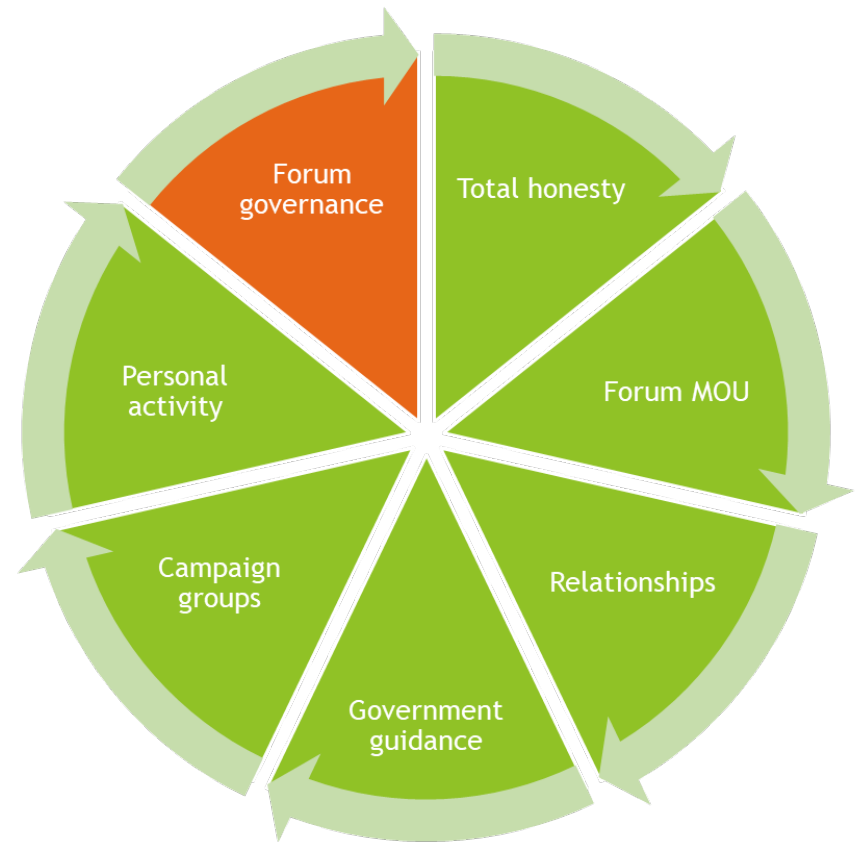 Forum
governance
Total honesty
Forum MOU
Relationships
Government
guidance
Campaign
groups
Personal
activity